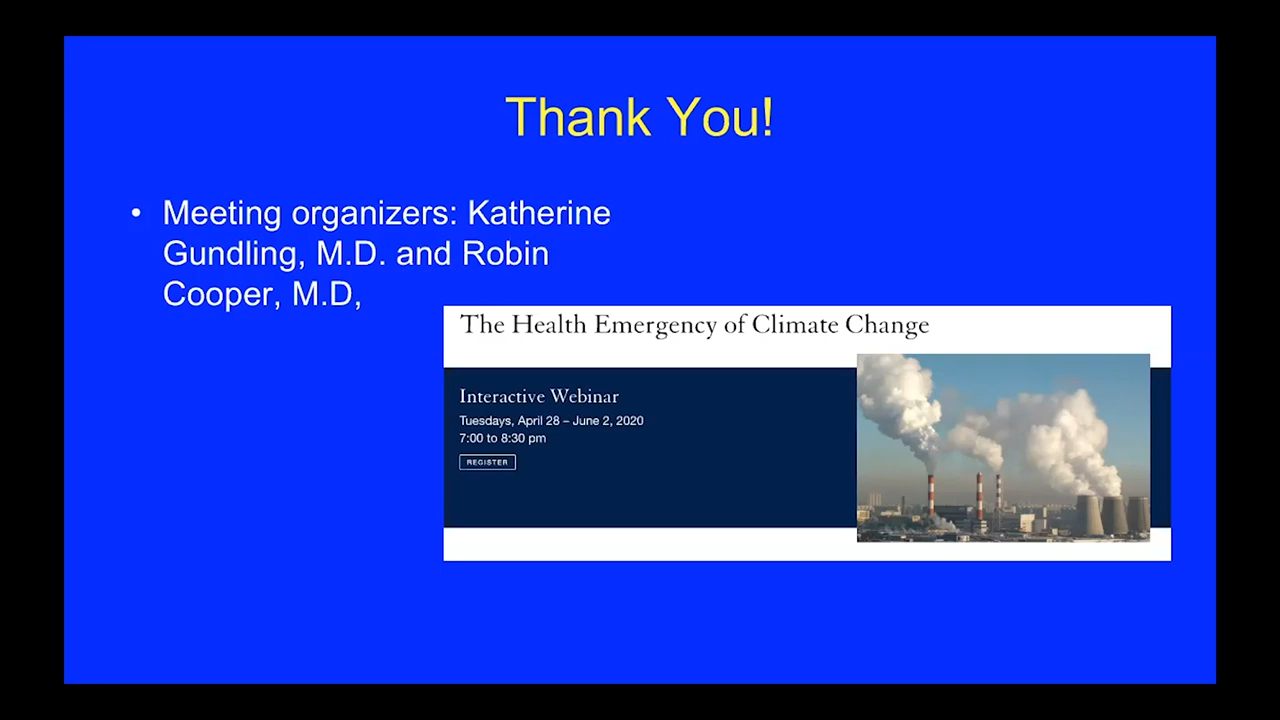 Thank You!
• Meeting organizers: Katherine
Gundling, M.D. and Robin
Cooper, M.D,
The Health Emergency of Climate Change
Interactive Webinar
Tuesdays, April 28 – June 2, 2020
7:00 to 8:30 pm
REGISTER